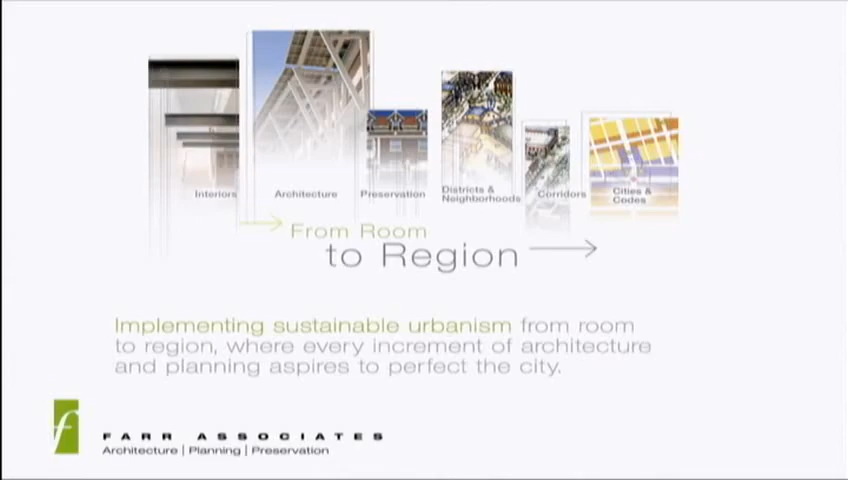 Interiors
Architecture
Preservation
Districts &
Neighborhoods
Corridors
Cities &
Codes
From Room
to Region
Implementing sustainable urbanism from room
to region, where every increment of architecture
and planning aspires to perfect the city.
f
FARR ASSOCIATES
Architecture | Planning | Preservation